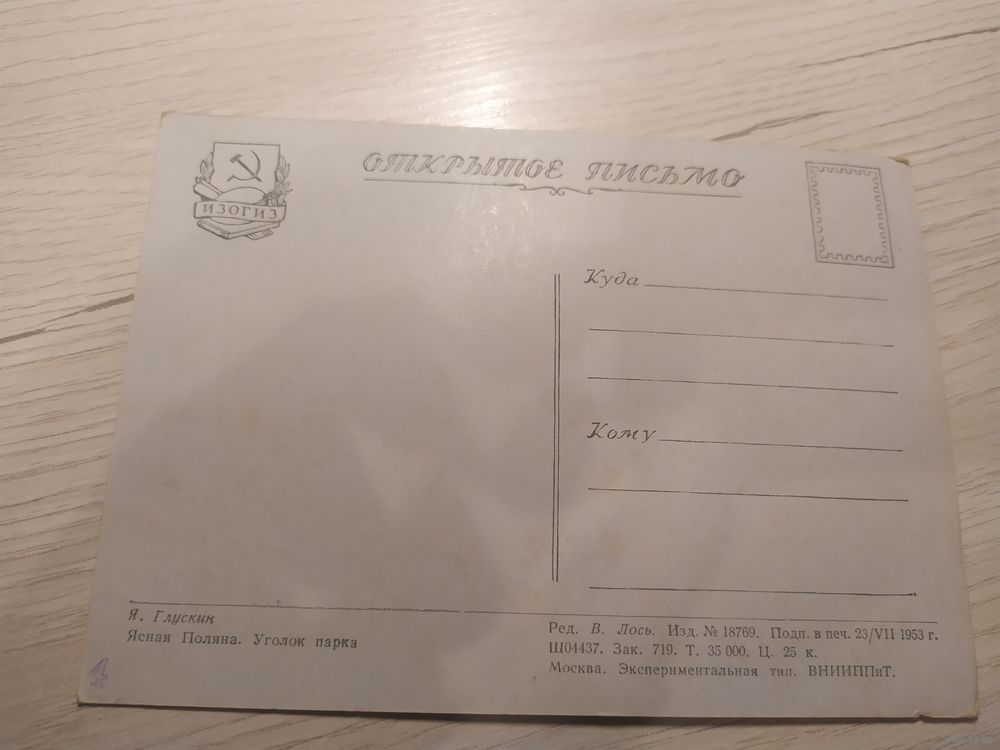 ИЗОГИЗ
ОТКРЫТОЕ ПИСЬМО
Куда
Кому
Я. Глускин
Ясная Поляна. Уголок парка
Ред. В. Лось. Изд. № 18769. Подп. в печ. 23/VII 1953 г.
Ш04437. Зак. 719. Т. 35 000. Ц. 25 к.
Москва. Экспериментальная тип. ВНИИППиТ.